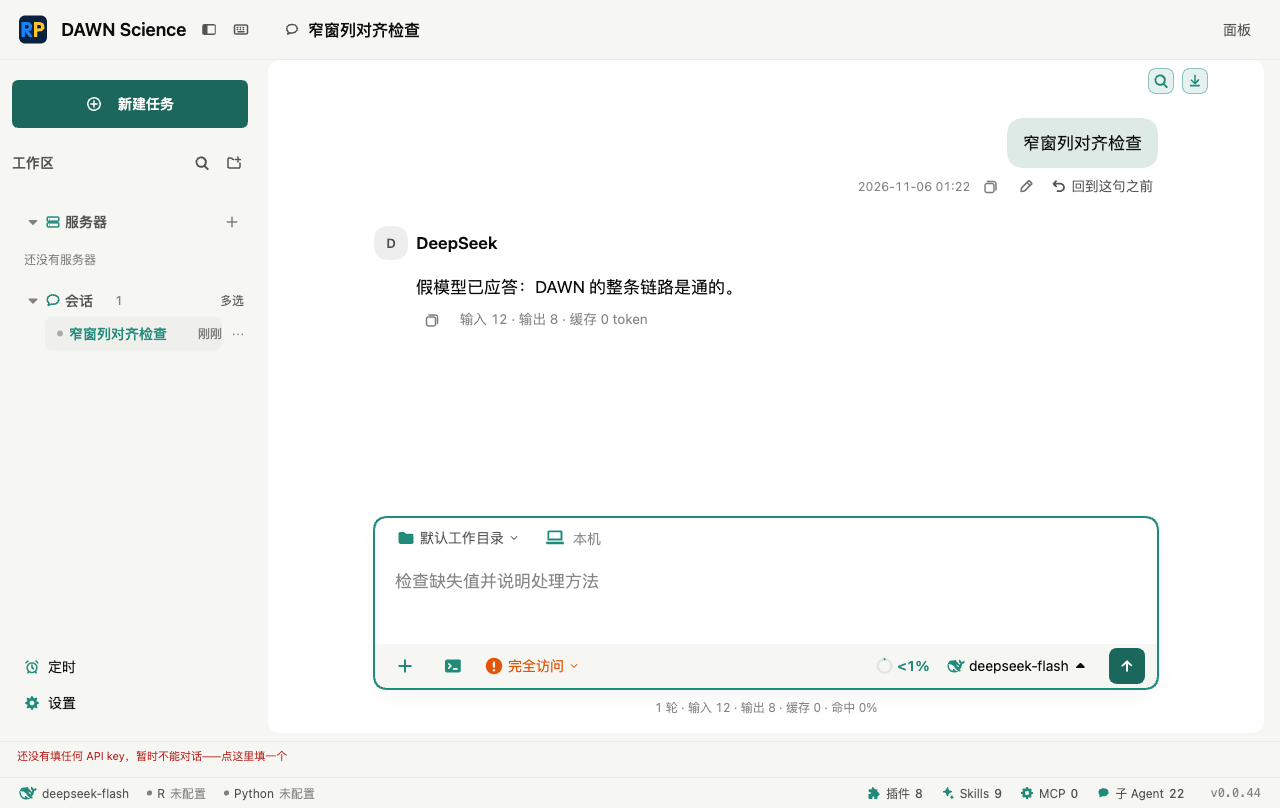 RP DAWN Science
窄窗列对齐检查
面板
新建任务
工作区
服务器
还没有服务器
会话 1 多选
窄窗列对齐检查 刚刚 ···
定时
设置
窄窗列对齐检查
2026-11-06 01:22 回到这句之前
D DeepSeek
假模型已应答：DAWN 的整条链路是通的。
输入 12 · 输出 8 · 缓存 0 token
默认工作目录 本机
检查缺失值并说明处理方法
完全访问 <1% deepseek-flash
1 轮 · 输入 12 · 输出 8 · 缓存 0 · 命中 0%
还没有填任何 API key，暂时不能对话——点这里填一个
deepseek-flash R 未配置 Python 未配置 插件 8 Skills 9 MCP 0 子 Agent 22 v0.0.44